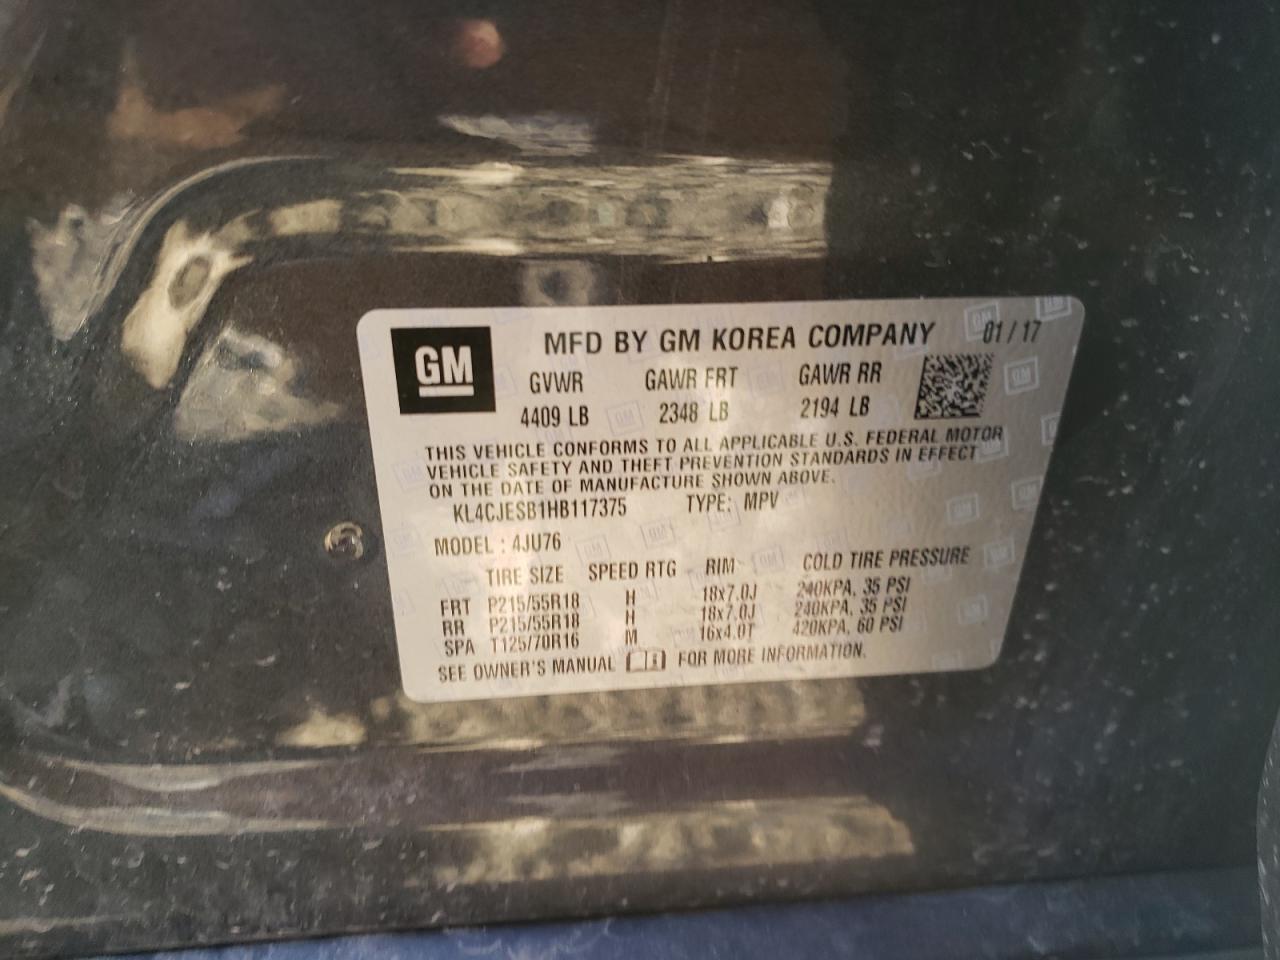 GM
MFD BY GM KOREA COMPANY 01/17
GVWR GAWR FRT GAWR RR
4409 LB 2348 LB 2194 LB
THIS VEHICLE CONFORMS TO ALL APPLICABLE U.S. FEDERAL MOTOR
VEHICLE SAFETY AND THEFT PREVENTION STANDARDS IN EFFECT
ON THE DATE OF MANUFACTURE SHOWN ABOVE.
KL4CJESB1HB117375 TYPE: MPV
MODEL : 4JU76
TIRE SIZE SPEED RTG RIM COLD TIRE PRESSURE
FRT P215/55R18 H 18x7.0J 240KPA, 35 PSI
RR P215/55R18 H 18x7.0J 240KPA, 35 PSI
SPA T125/70R16 M 16x4.0T 420KPA, 60 PSI
SEE OWNER'S MANUAL FOR MORE INFORMATION.